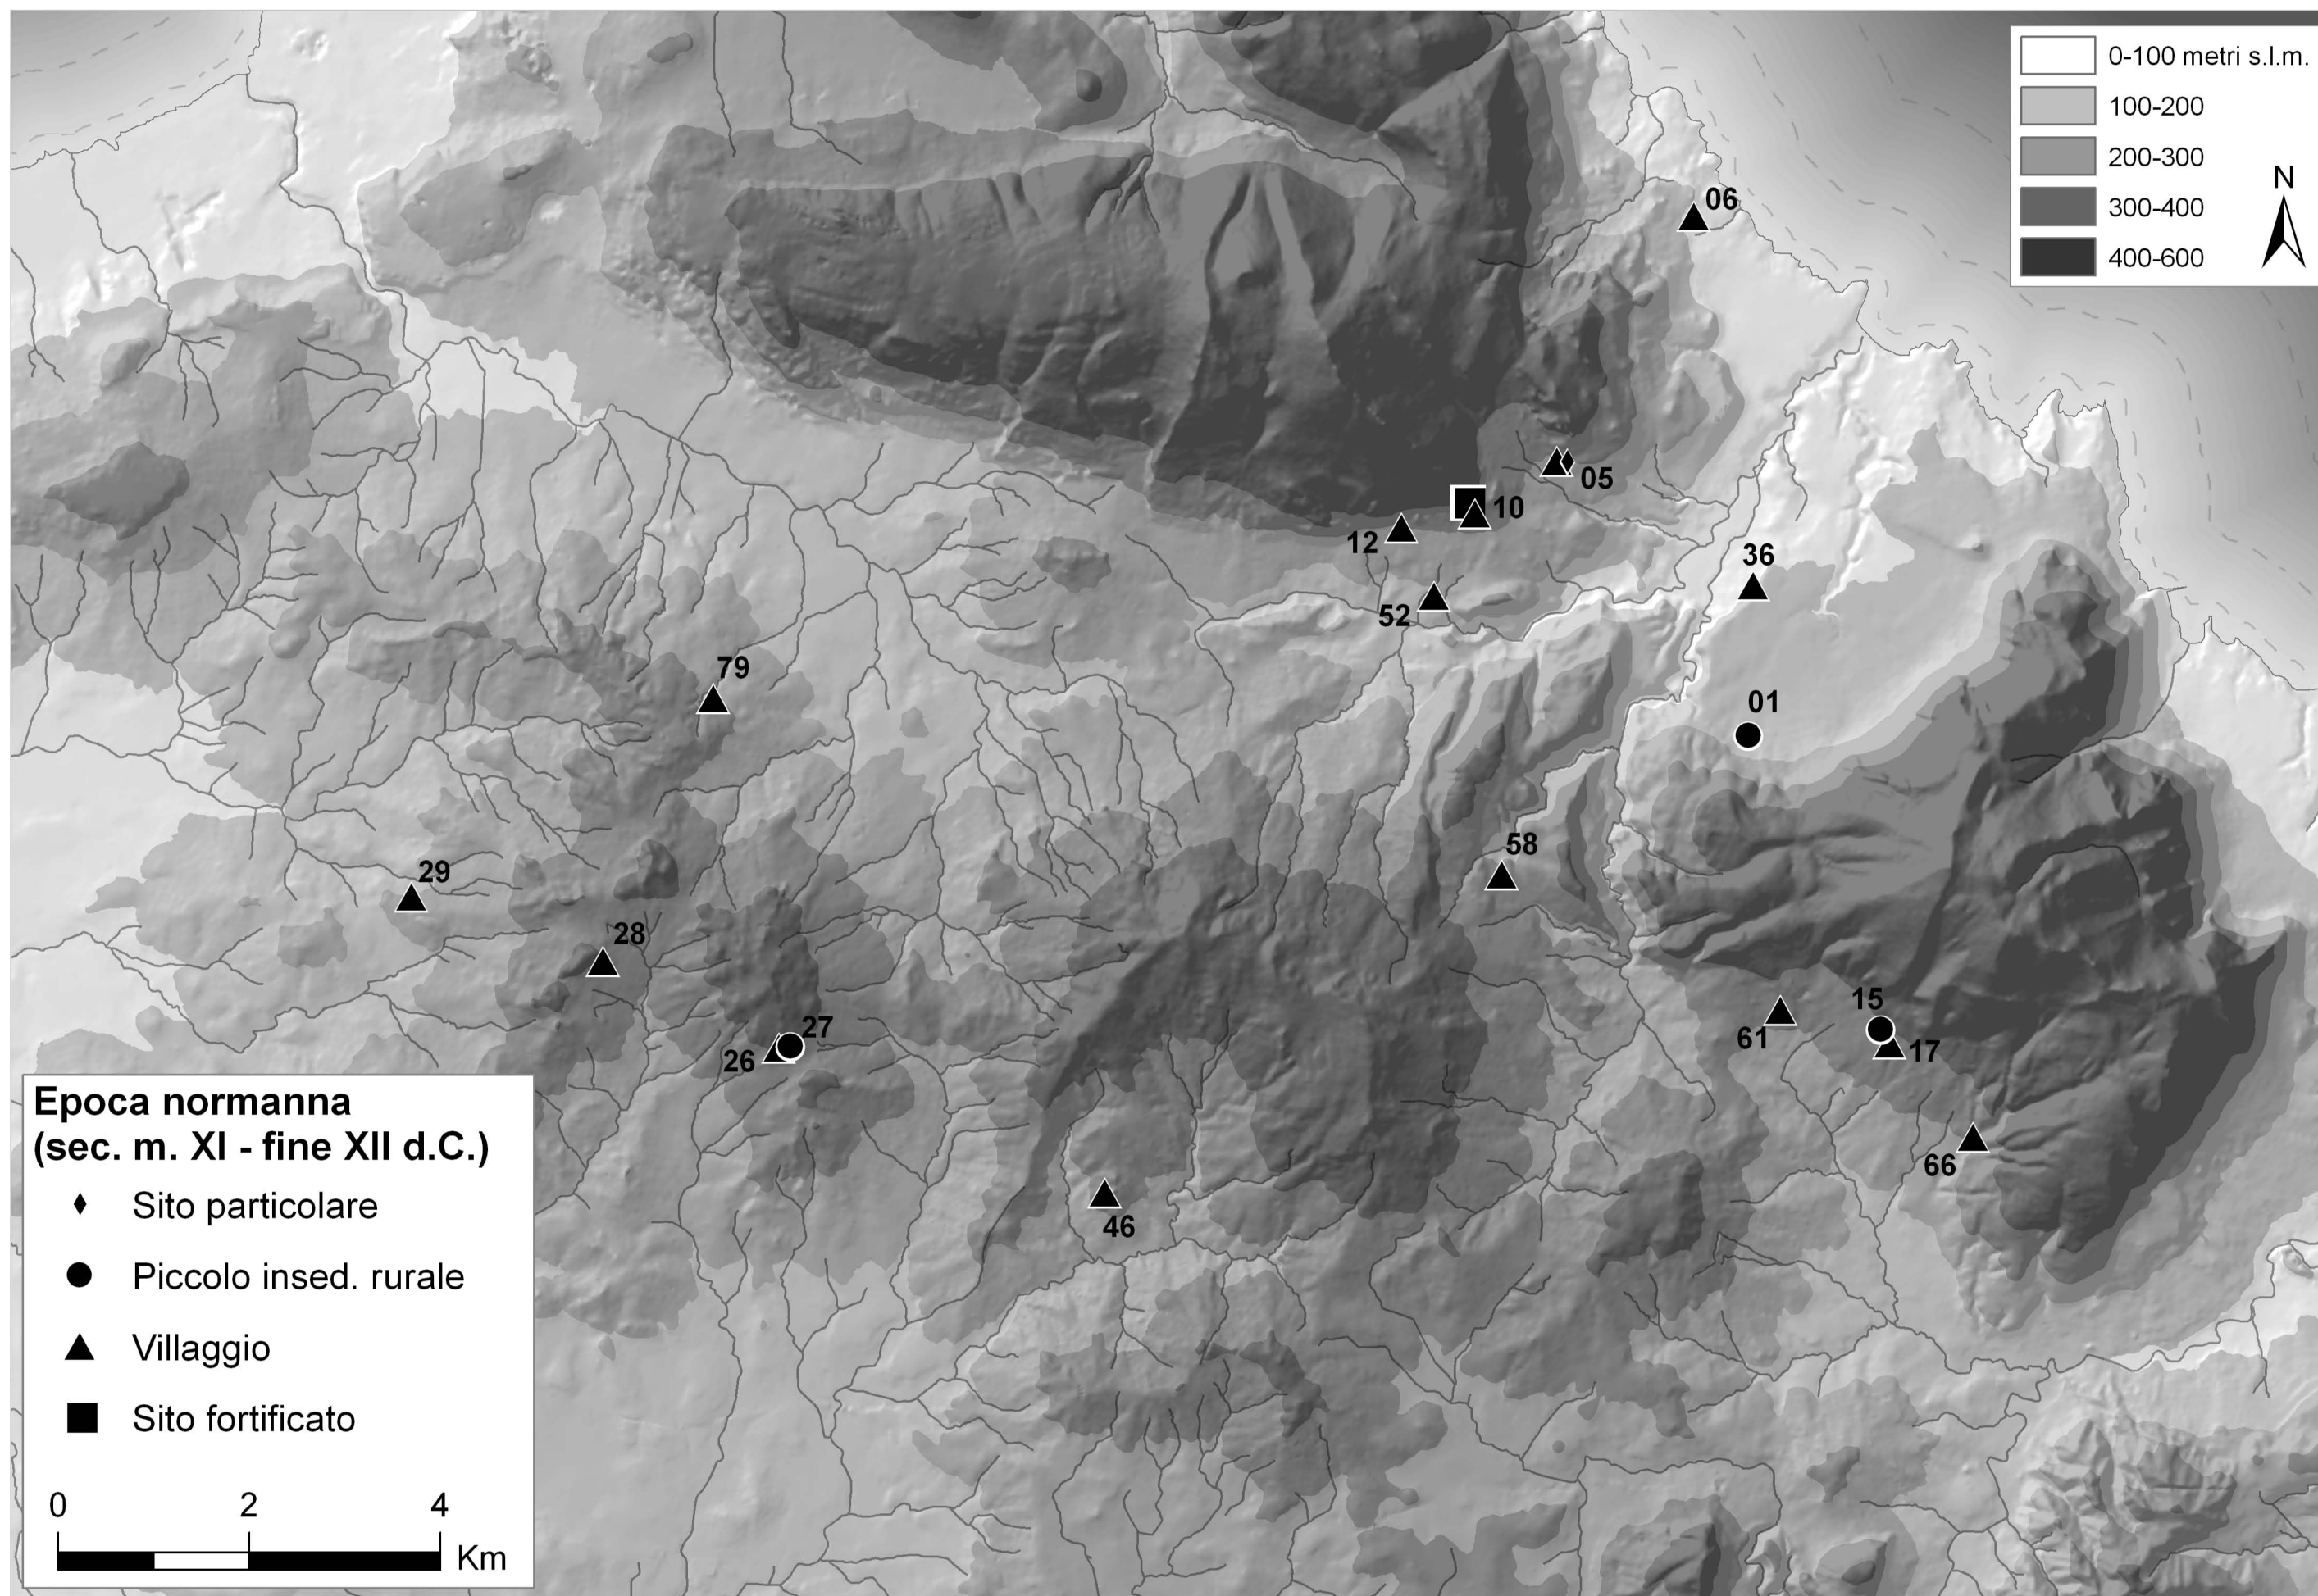 0-100 metri s.l.m.
100-200
200-300
300-400
400-600
N
06
05
10
12
36
52
79
01
58
29
28
15
27
61
17
26
66
46
Epoca normanna
(sec. m. XI - fine XII d.C.)
Sito particolare
Piccolo insed. rurale
Villaggio
Sito fortificato
0 2 4
Km